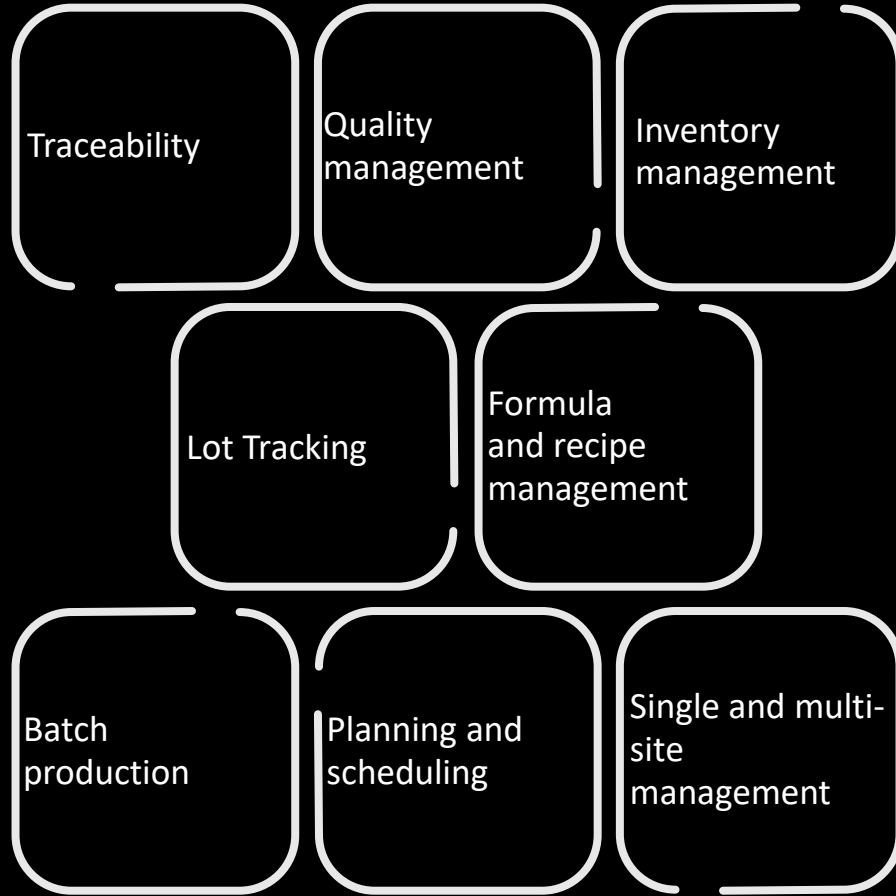 Traceability
Quality
management
Inventory
management
Lot Tracking
Formula
and recipe
management
Batch
production
Planning and
scheduling
Single and multi-
site
management